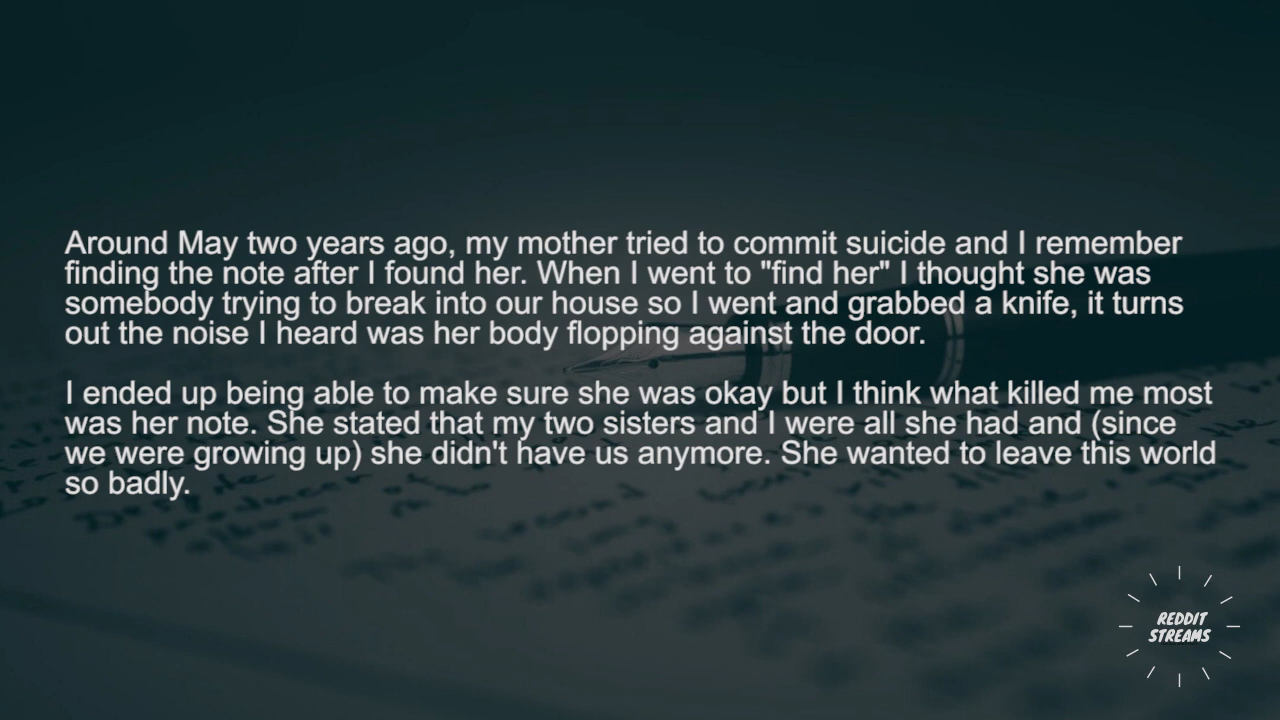 Around May two years ago, my mother tried to commit suicide and I remember
finding the note after I found her. When I went to "find her" I thought she was
somebody trying to break into our house so I went and grabbed a knife, it turns
out the noise I heard was her body flopping against the door.
I ended up being able to make sure she was okay but I think what killed me most
was her note. She stated that my two sisters and I were all she had and (since
we were growing up) she didn't have us anymore. She wanted to leave this world
so badly.
REDDIT
STREAMS